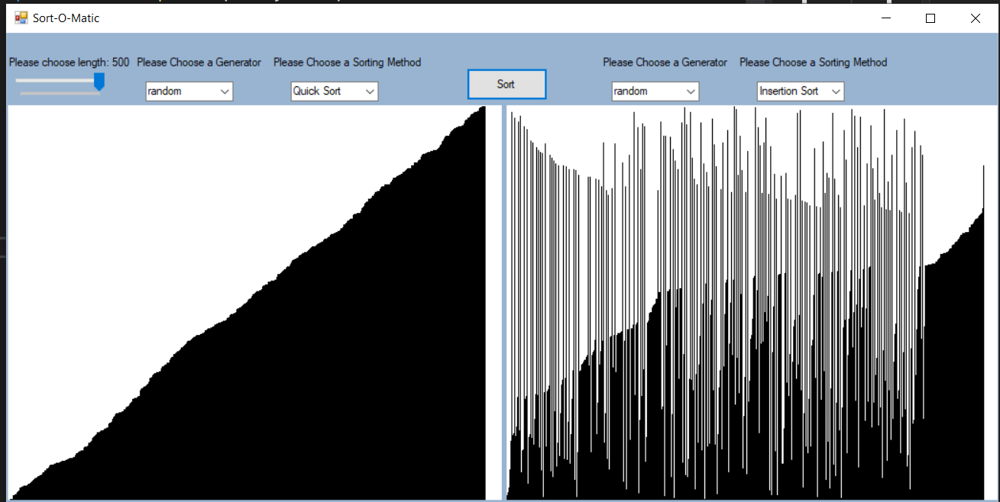 Sort-O-Matic
Please choose length: 500 Please Choose a Generator Please Choose a Sorting Method Please Choose a Generator Please Choose a Sorting Method
random Quick Sort Sort random Insertion Sort